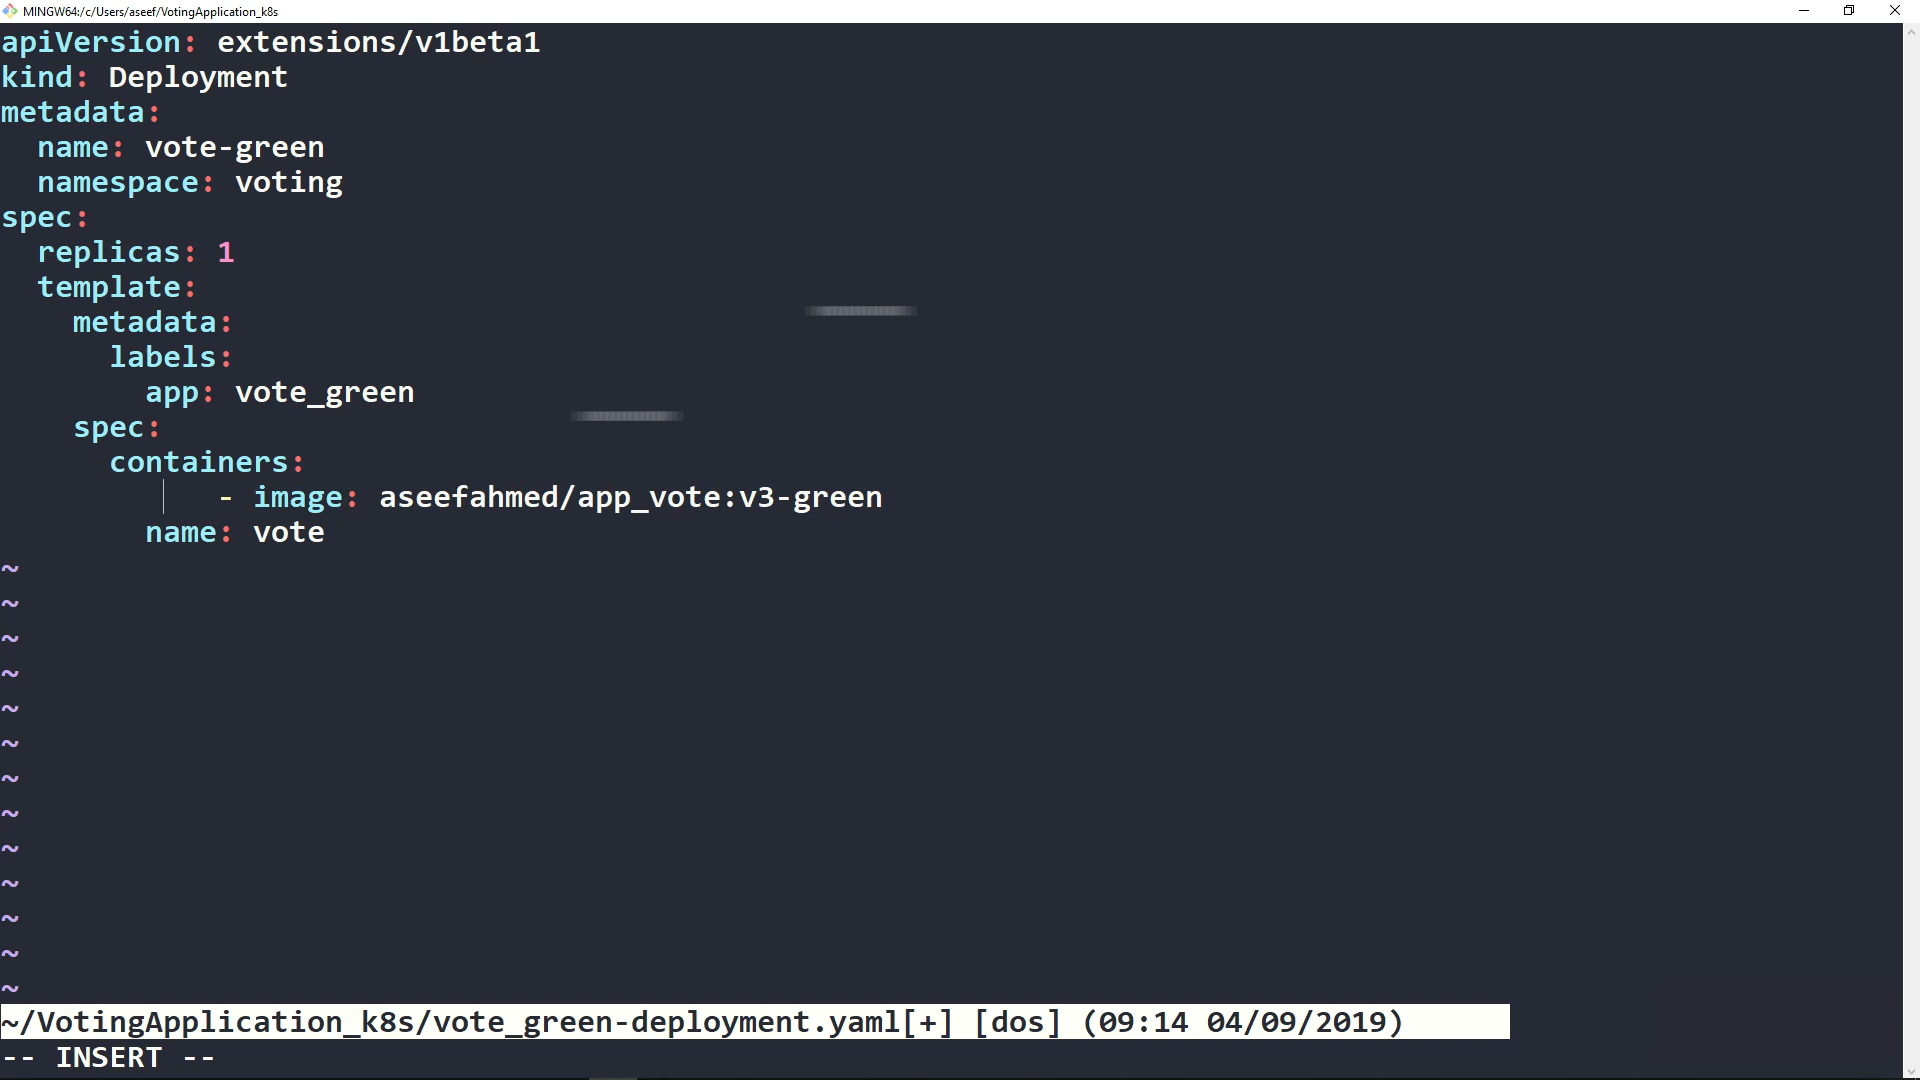 MINGW64:/c/Users/aseef/VotingApplication_k8s
apiVersion: extensions/v1beta1
kind: Deployment
metadata:
  name: vote-green
  namespace: voting
spec:
  replicas: 1
  template:
    metadata:
      labels:
        app: vote_green
    spec:
      containers:
            - image: aseefahmed/app_vote:v3-green
        name: vote
~
~
~
~
~
~
~
~
~
~
~
~
~
~/VotingApplication_k8s/vote_green-deployment.yaml[+] [dos] (09:14 04/09/2019)
-- INSERT --